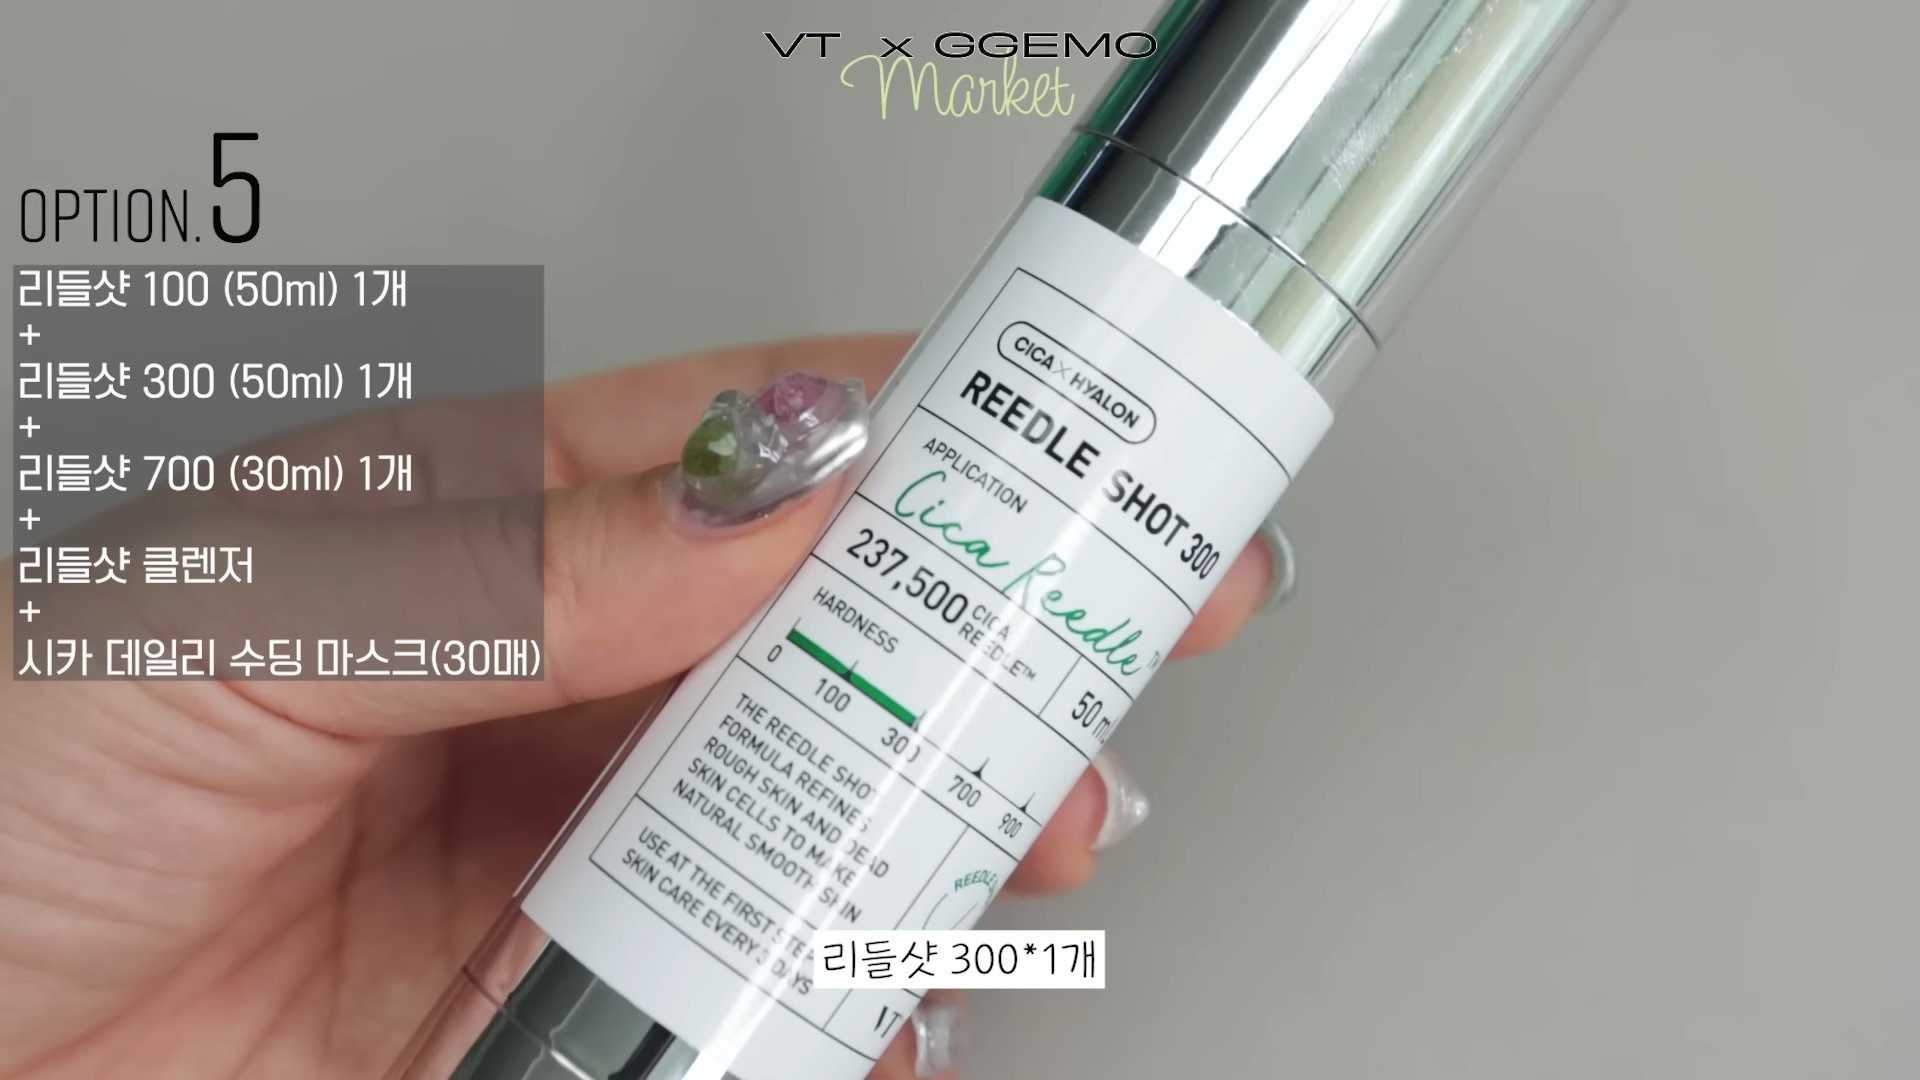 VT x GGEMO
Market
OPTION.5
리들샷 100 (50ml) 1개
+
리들샷 300 (50ml) 1개
+
리들샷 700 (30ml) 1개
+
리들샷 클렌저
+
시카 데일리 수딩 마스크(30매)
CICA X HYALON
REEDLE SHOT 300
APPLICATION
Cica Reedle™
237,500 CICA REEDLE™
50 ml
HARDNESS
0 100 300 700 900
THE REEDLE SHOT
FORMULA REFINES
ROUGH SKIN AND DEAD
SKIN CELLS TO MAKE
NATURAL SMOOTH SKIN
USE AT THE FIRST STEP
SKIN CARE EVERY 3 DAYS
VT
리들샷 300*1개